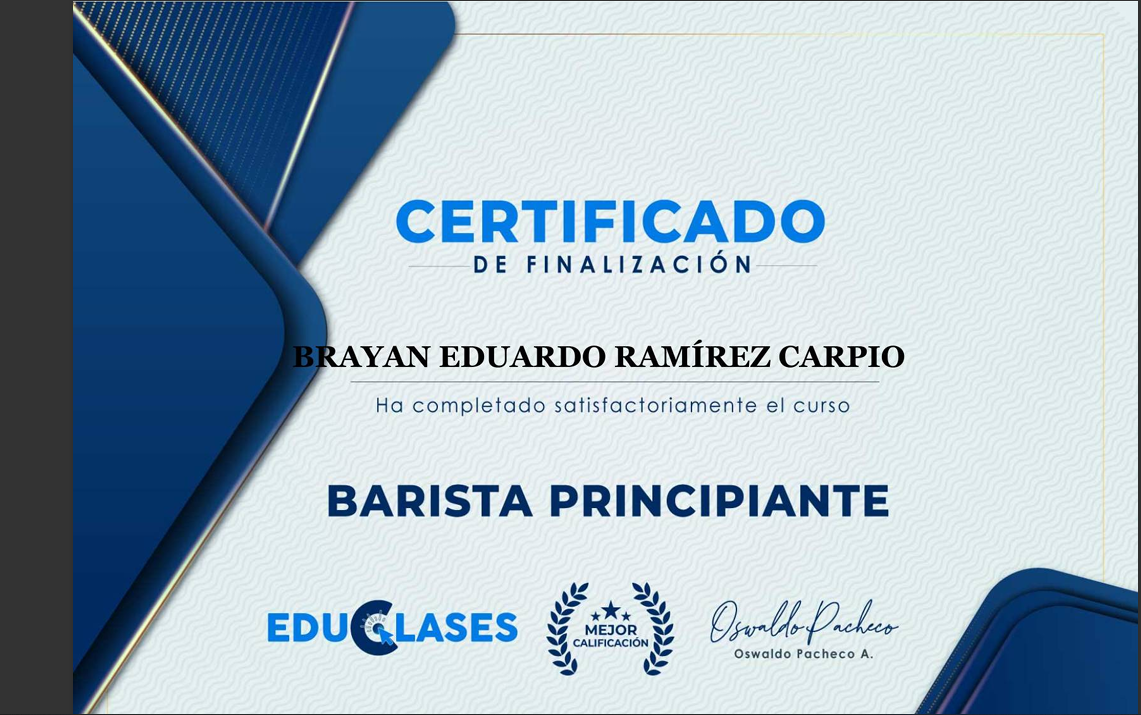 CERTIFICADO
DE FINALIZACIÓN
BRAYAN EDUARDO RAMÍREZ CARPIO
Ha completado satisfactoriamente el curso
BARISTA PRINCIPIANTE
EDUCLASES
MEJOR
CALIFICACIÓN
Oswaldo Pacheco
Oswaldo Pacheco A.